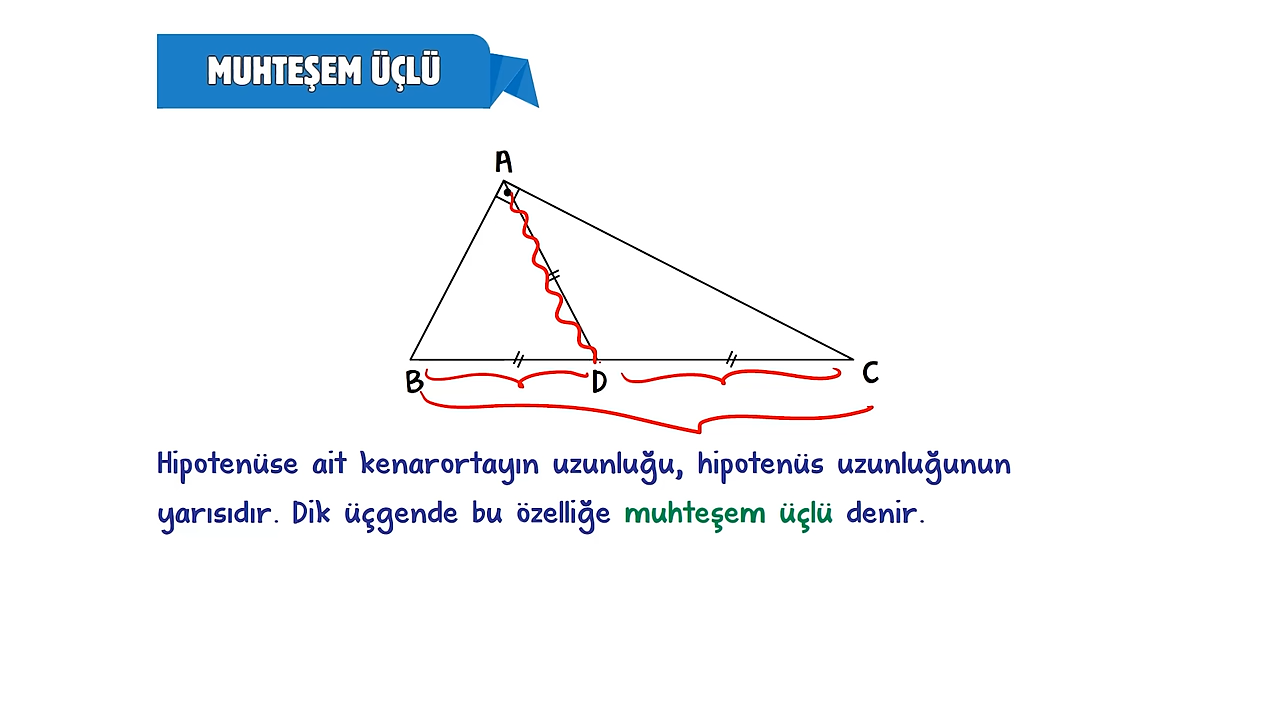 MUHTEŞEM ÜÇLÜ
A
B
D
C
Hipotenüse ait kenarortayın uzunluğu, hipotenüs uzunluğunun
yarısıdır. Dik üçgende bu özelliğe muhteşem üçlü denir.